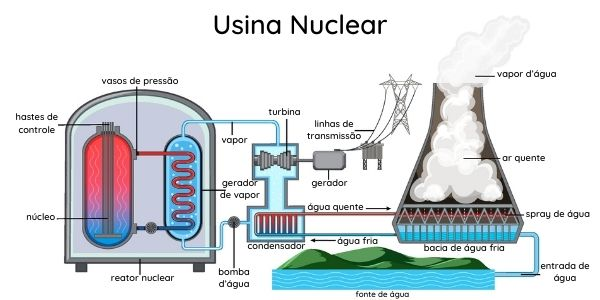 Usina Nuclear
vasos de pressão
hastes de
controle
núcleo
reator nuclear
vapor
gerador
de vapor
bomba
d'água
turbina
linhas de
transmissão
gerador
água quente
condensador
água fria
vapor d'água
ar quente
spray de água
bacia de água fria
entrada de
água
fonte de água